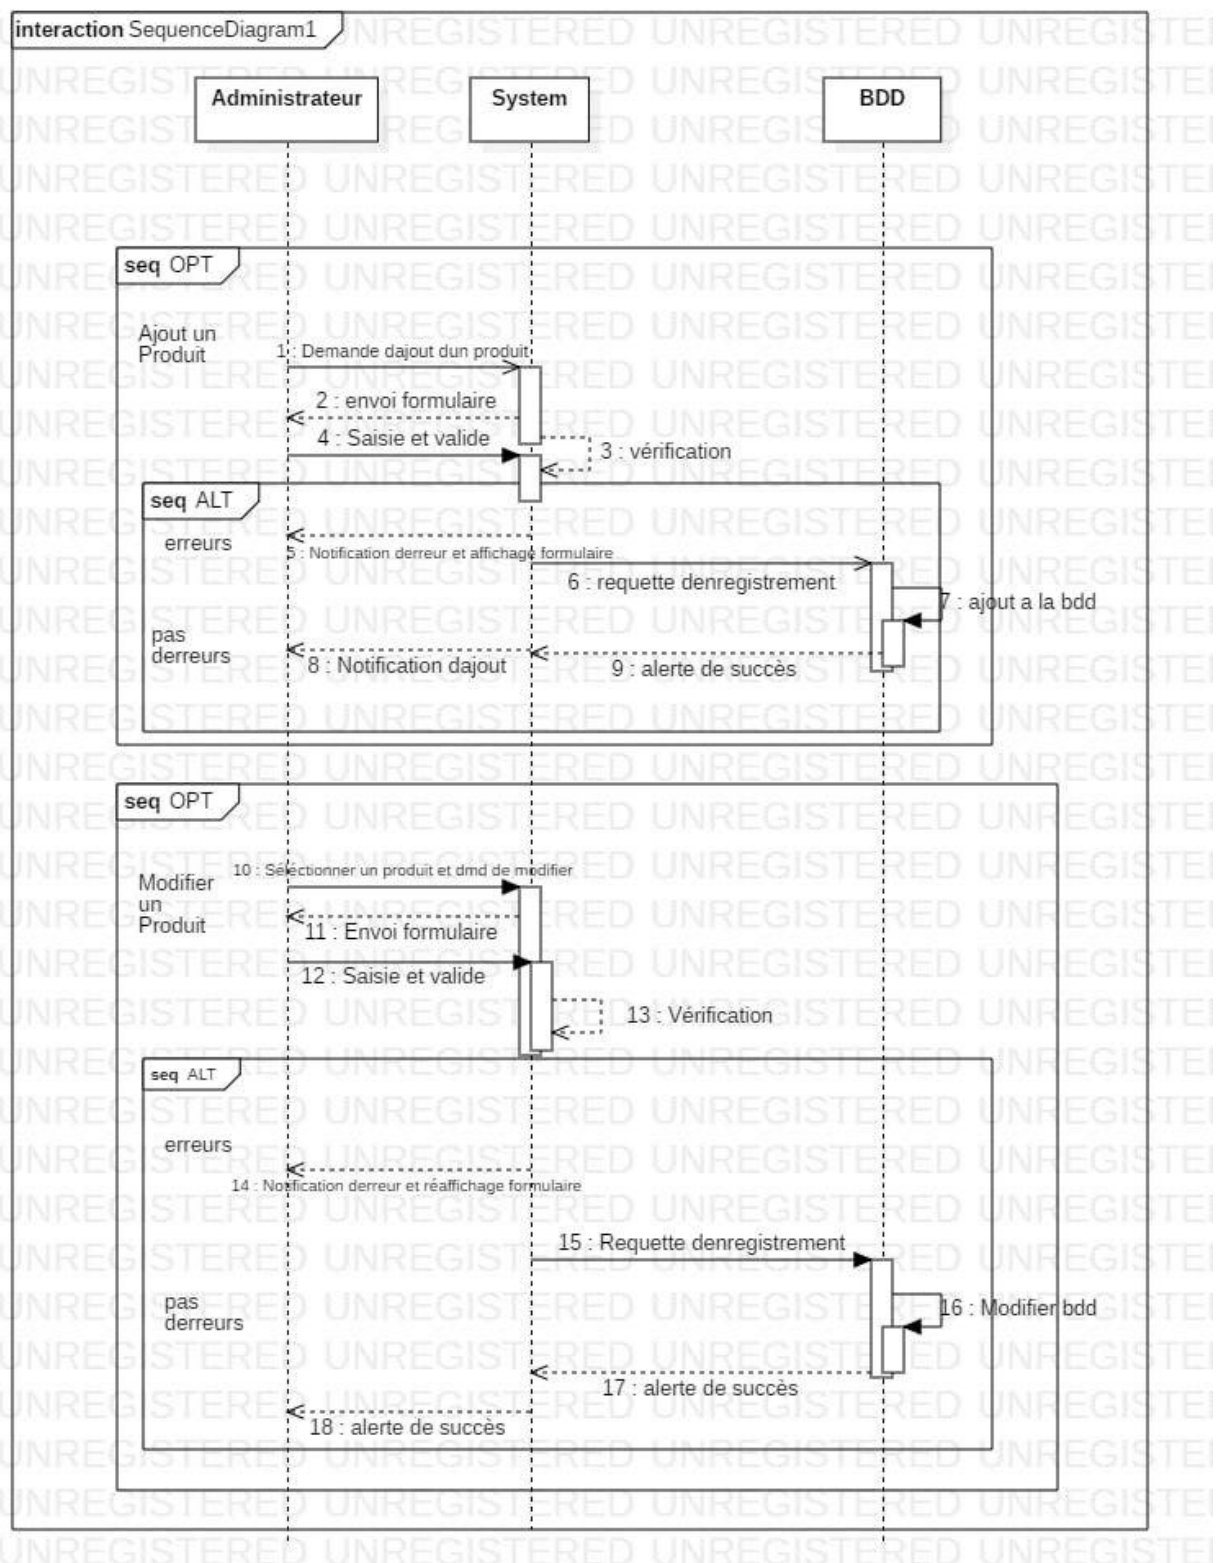 interaction SequenceDiagram1
Administrateur
System
BDD
seq OPT
Ajout un
Produit
1 : Demande dajout dun produit
2 : envoi formulaire
4 : Saisie et valide
3 : vérification
seq ALT
erreurs
5 : Notification derreur et affichage formulaire
6 : requette denregistrement
7 : ajout a la bdd
pas
derreurs
8 : Notification dajout
9 : alerte de succès
seq OPT
10 : Séléctionner un produit et dmd de modifier
Modifier
un
Produit
11 : Envoi formulaire
12 : Saisie et valide
13 : Vérification
seq ALT
erreurs
14 : Notification derreur et réaffichage formulaire
15 : Requette denregistrement
pas
derreurs
16 : Modifier bdd
17 : alerte de succès
18 : alerte de succès
UNREGISTERED